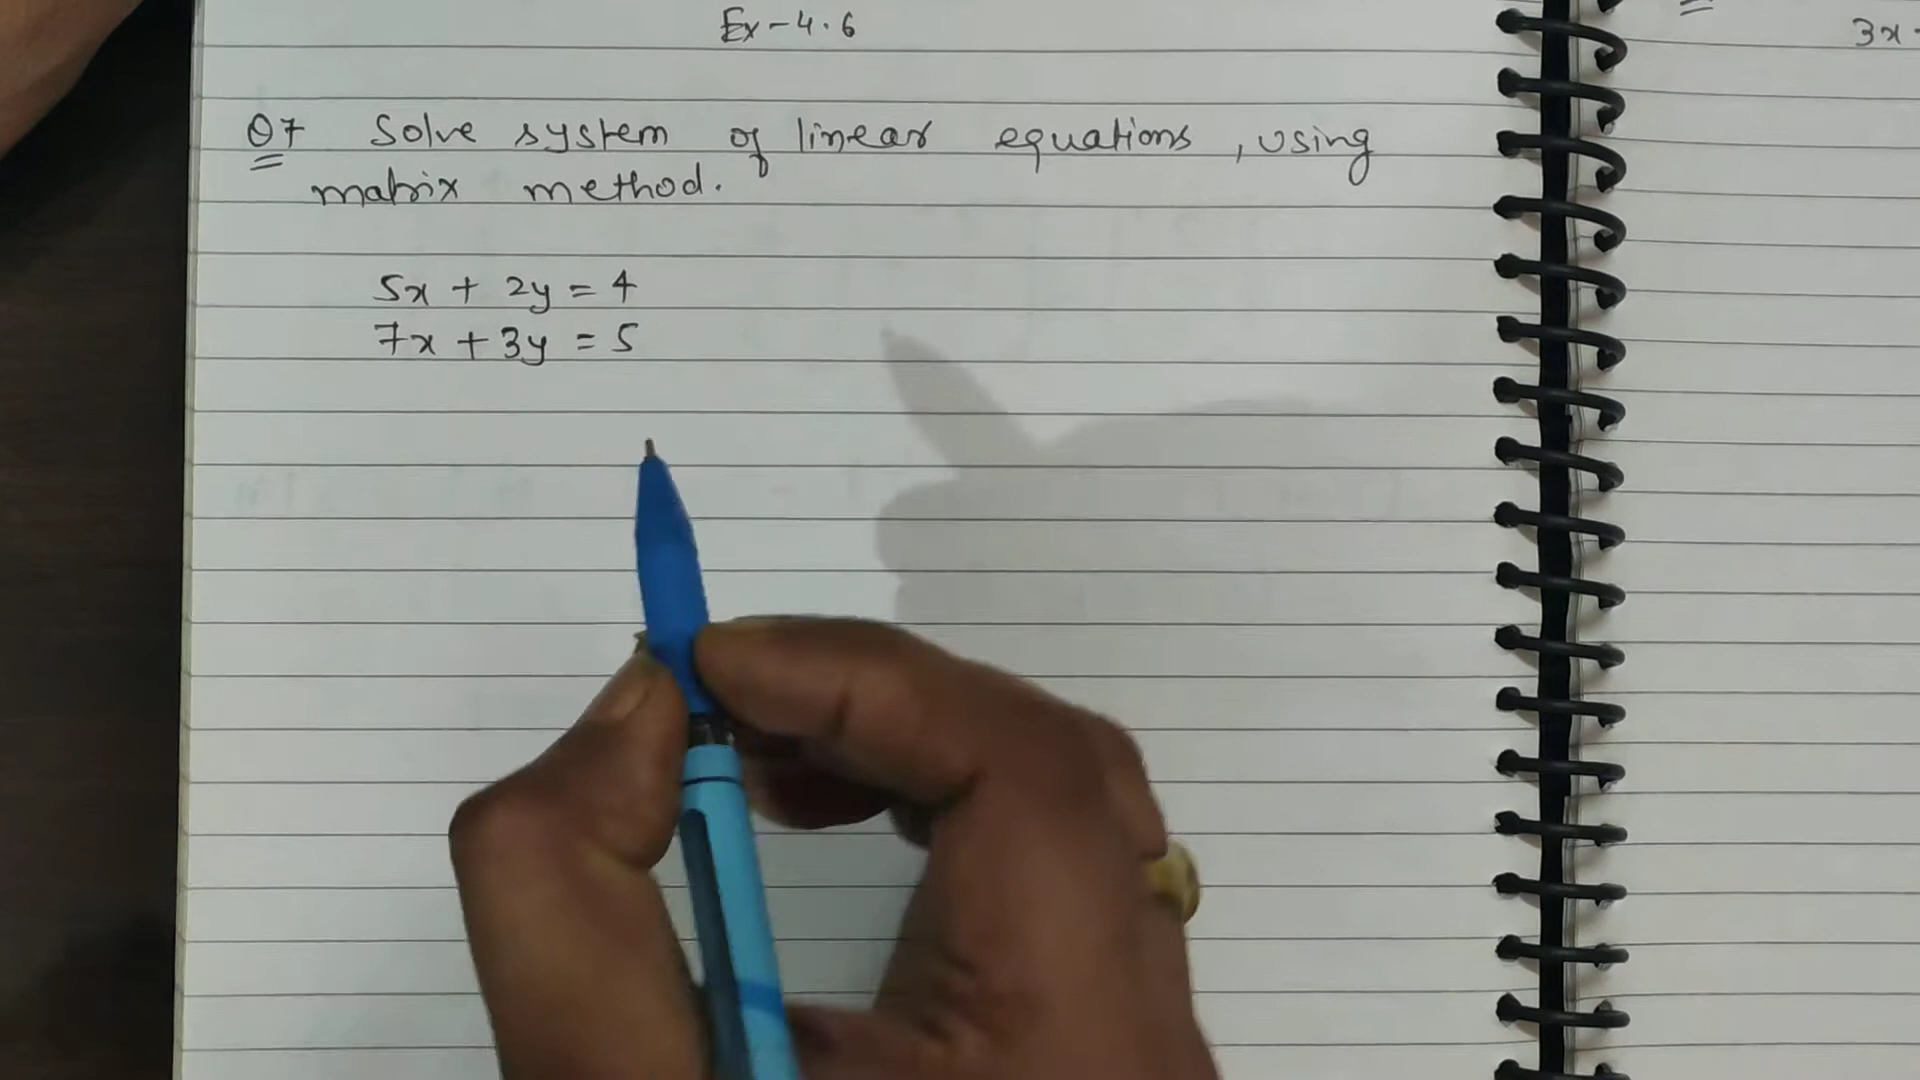 Ex-4.6
Q7 Solve system of linear equations, using
matrix method.
5x + 2y = 4
7x + 3y = 5
3x